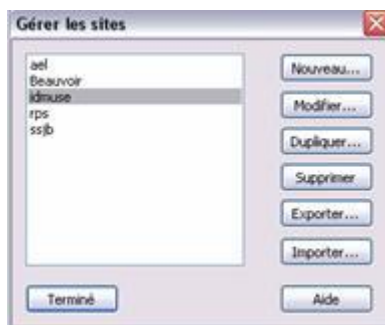 Gérer les sites
ael
Beauvoir
idmuse
rps
ssjb
Nouveau...
Modifier...
Dupliquer...
Supprimer
Exporter...
Importer...
Terminé
Aide